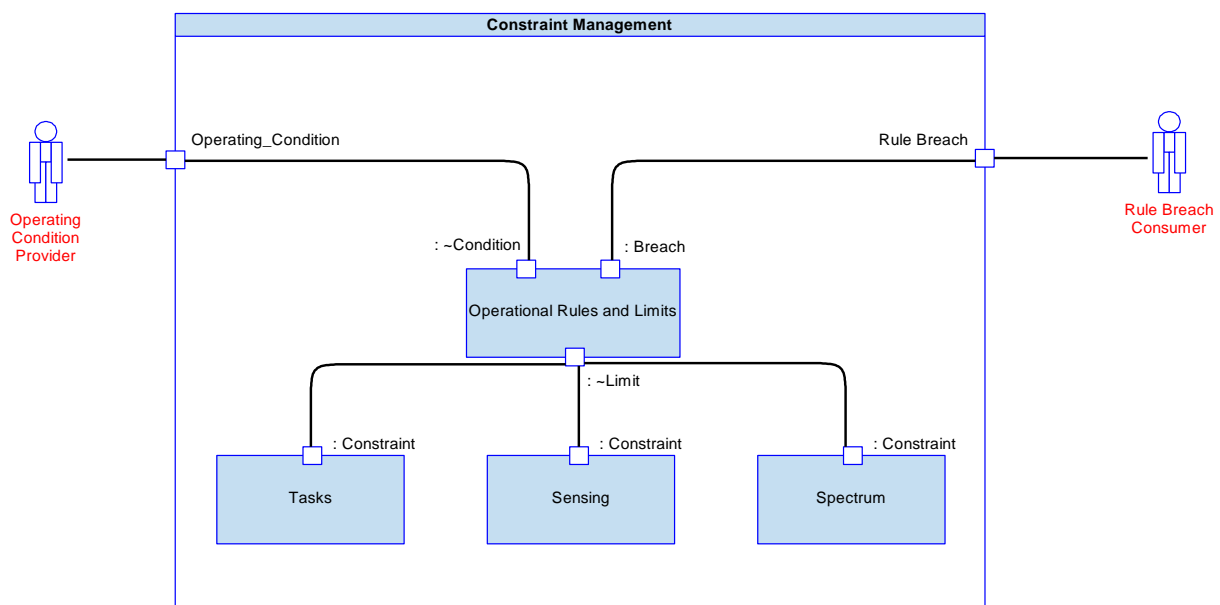 Constraint Management
Operating_Condition
Rule Breach
Operating
Condition
Provider
Rule Breach
Consumer
: ~Condition
: Breach
Operational Rules and Limits
: ~Limit
: Constraint
: Constraint
: Constraint
Tasks
Sensing
Spectrum